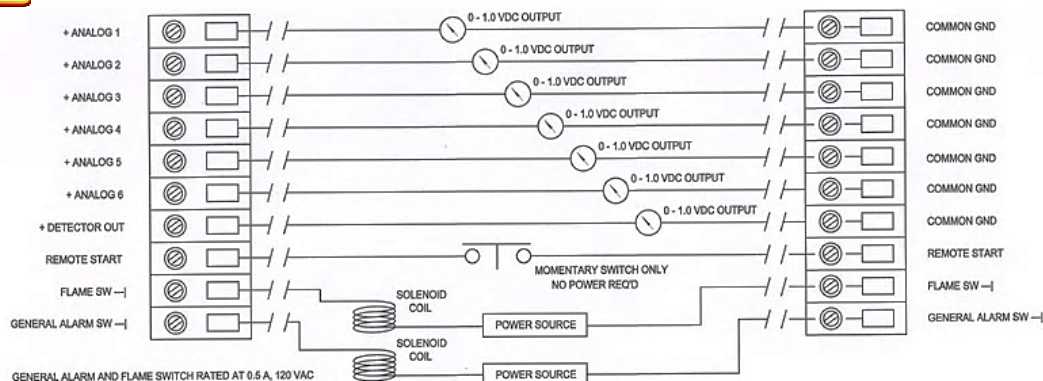 + ANALOG 1
0 - 1.0 VDC OUTPUT
COMMON GND
+ ANALOG 2
0 - 1.0 VDC OUTPUT
COMMON GND
+ ANALOG 3
0 - 1.0 VDC OUTPUT
COMMON GND
+ ANALOG 4
0 - 1.0 VDC OUTPUT
COMMON GND
+ ANALOG 5
0 - 1.0 VDC OUTPUT
COMMON GND
+ ANALOG 6
0 - 1.0 VDC OUTPUT
COMMON GND
+ DETECTOR OUT
0 - 1.0 VDC OUTPUT
COMMON GND
REMOTE START
MOMENTARY SWITCH ONLY
NO POWER REQ'D
REMOTE START
FLAME SW
SOLENOID
COIL
POWER SOURCE
FLAME SW
GENERAL ALARM SW
SOLENOID
COIL
POWER SOURCE
GENERAL ALARM SW
GENERAL ALARM AND FLAME SWITCH RATED AT 0.5 A, 120 VAC